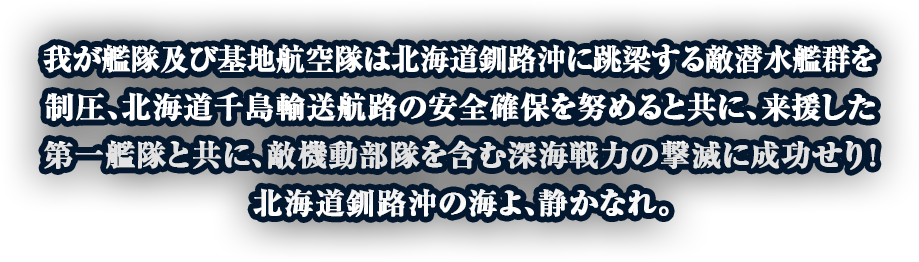 我が艦隊及び基地航空隊は北海道釧路沖に跳梁する敵潜水艦群を
制圧、北海道千島輸送航路の安全確保を努めると共に、来援した
第一艦隊と共に、敵機動部隊を含む深海戦力の撃滅に成功せり!
北海道釧路沖の海よ、静かなれ。